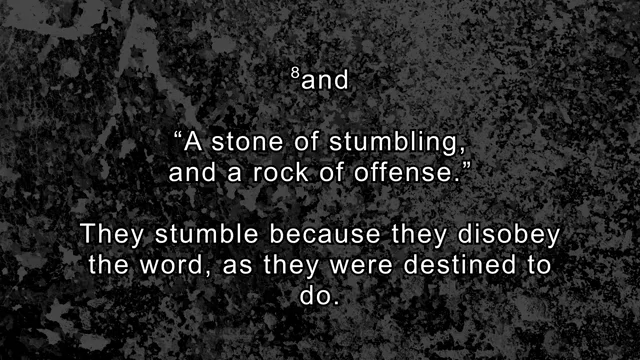 ⁸and
“A stone of stumbling,
and a rock of offense.”
They stumble because they disobey
the word, as they were destined to
do.